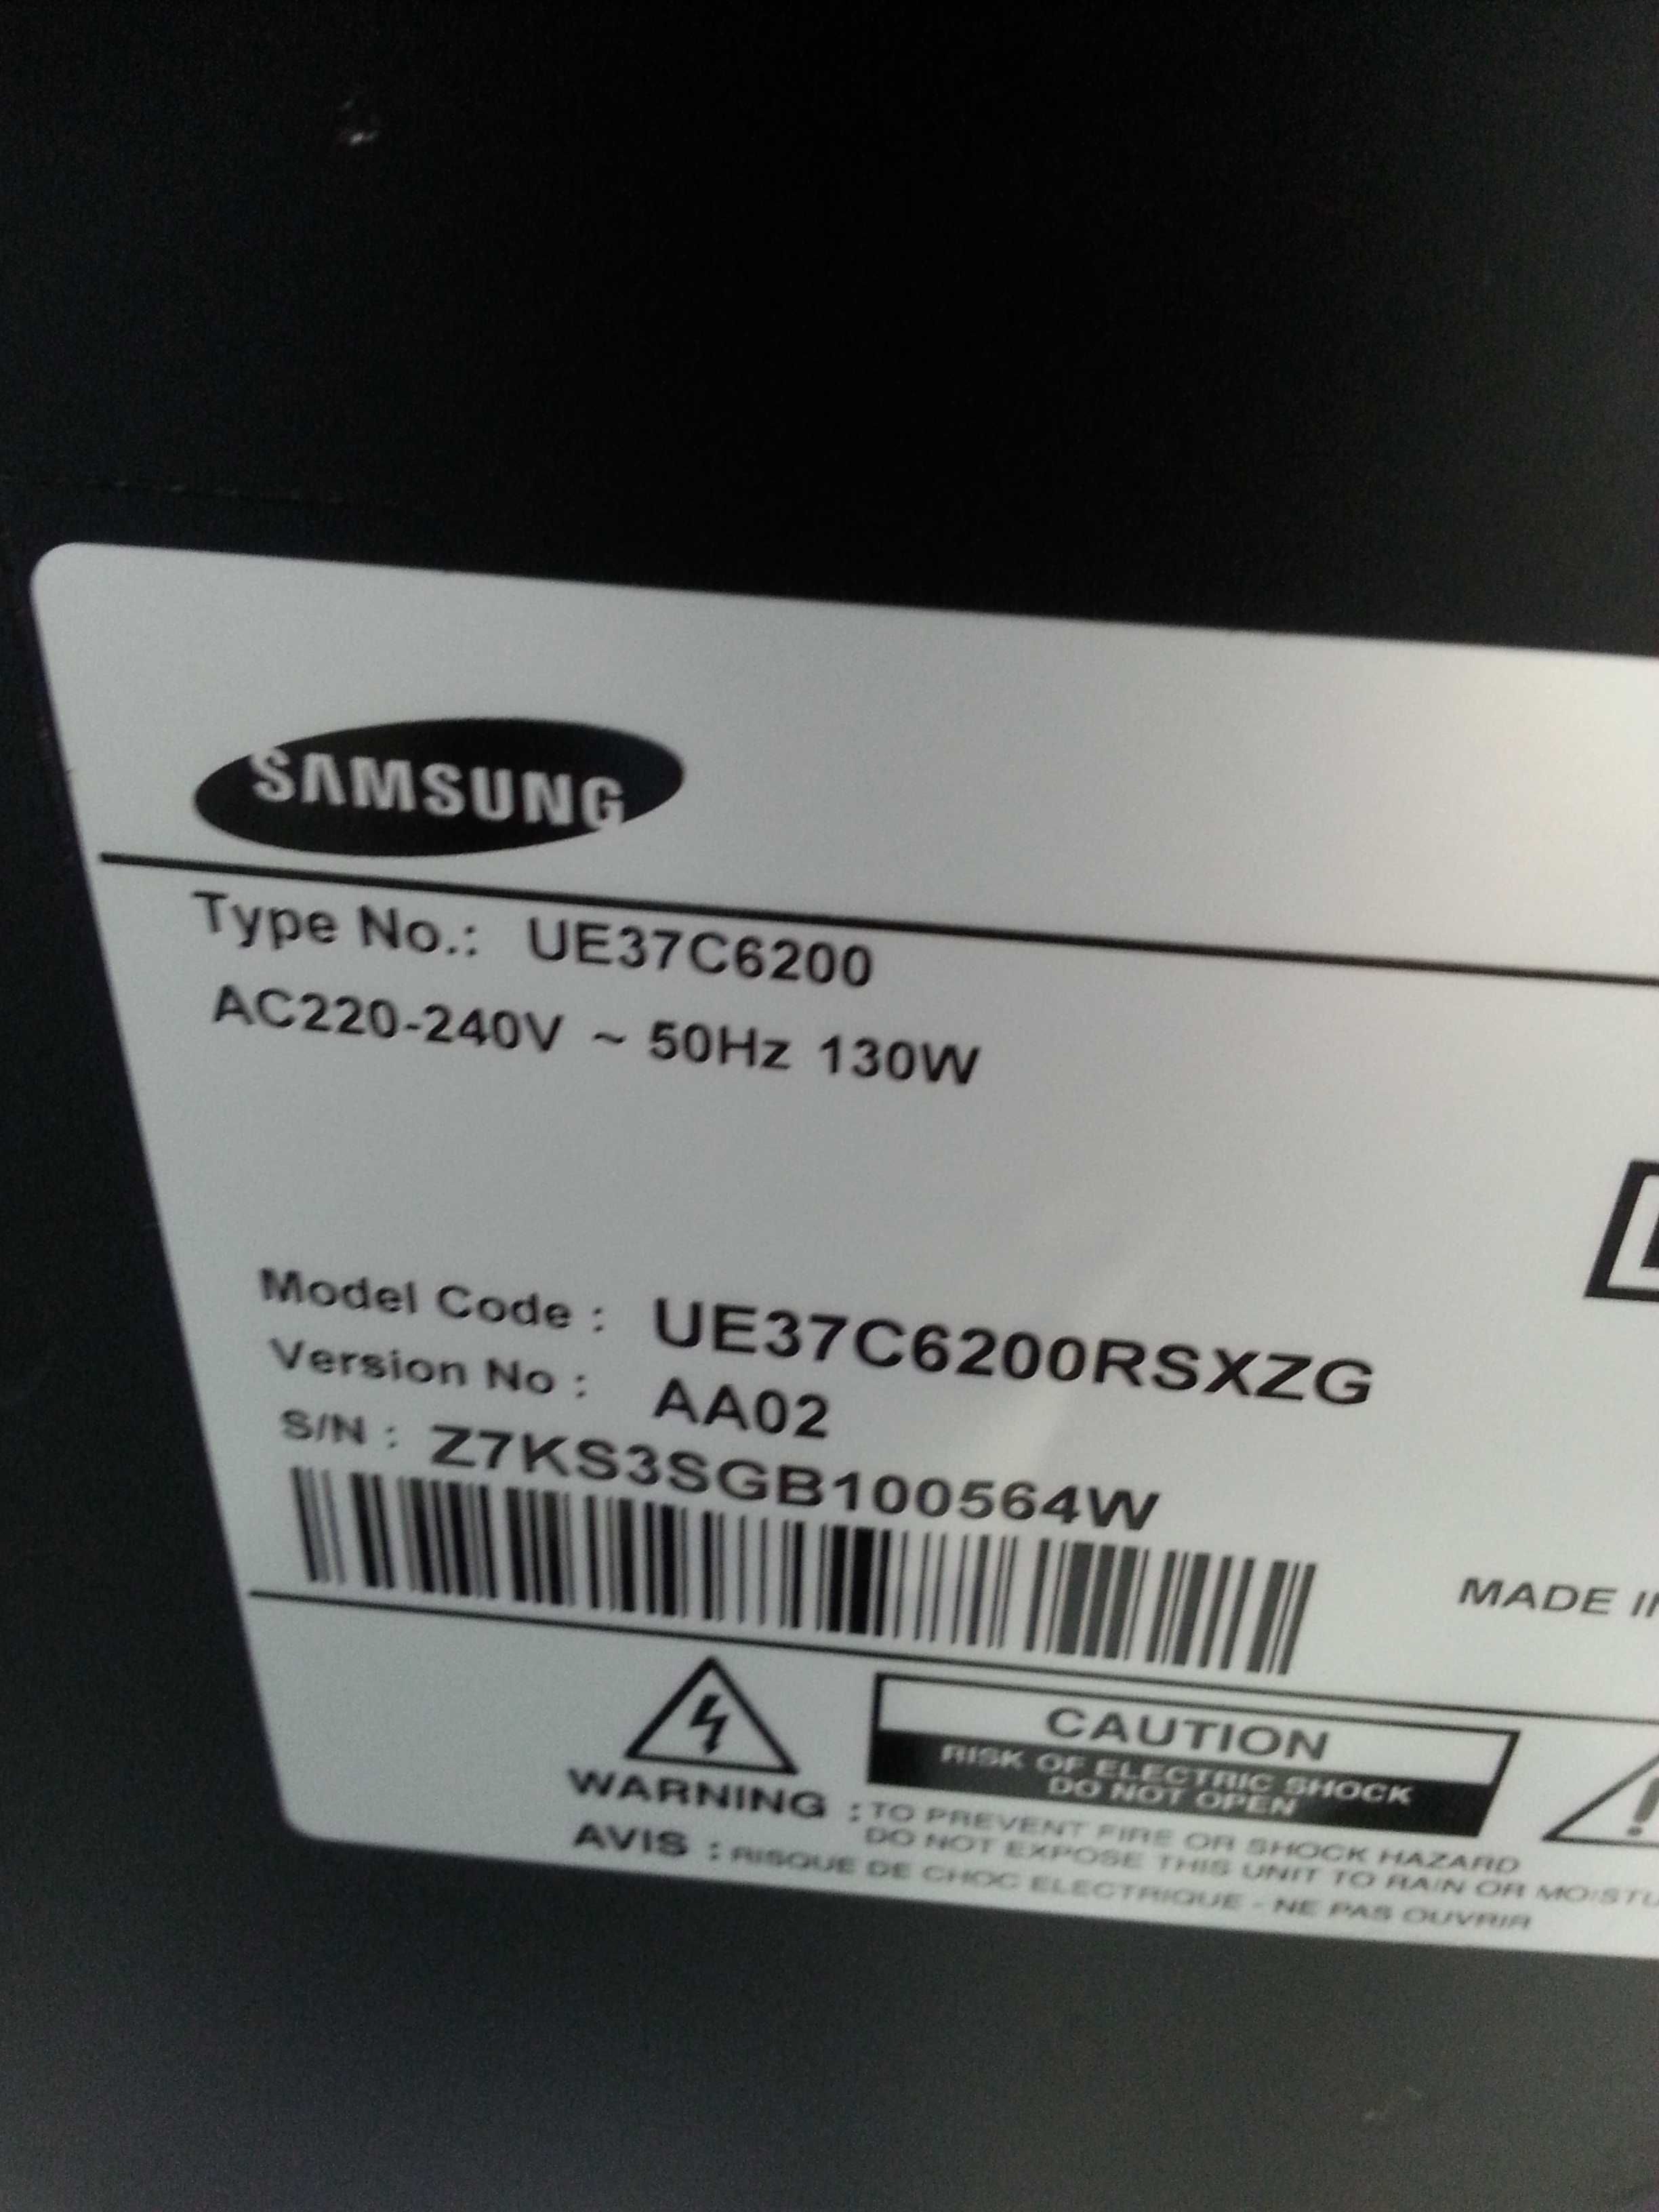 SAMSUNG
Type No.: UE37C6200
AC220-240V ~ 50Hz 130W
Model Code : UE37C6200RSXZG
Version No : AA02
S/N : Z7KS3SGB100564W
MADE IN
WARNING
CAUTION
RISK OF ELECTRIC SHOCK
DO NOT OPEN
: TO PREVENT FIRE OR SHOCK HAZARD
DO NOT EXPOSE THIS UNIT TO RAIN OR MOISTU
AVIS : RISQUE DE CHOC ELECTRIQUE - NE PAS OUVRIR